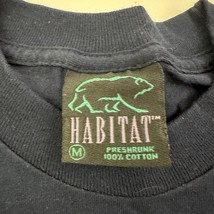 HABITAT™
M PRESHRUNK
100% COTTON